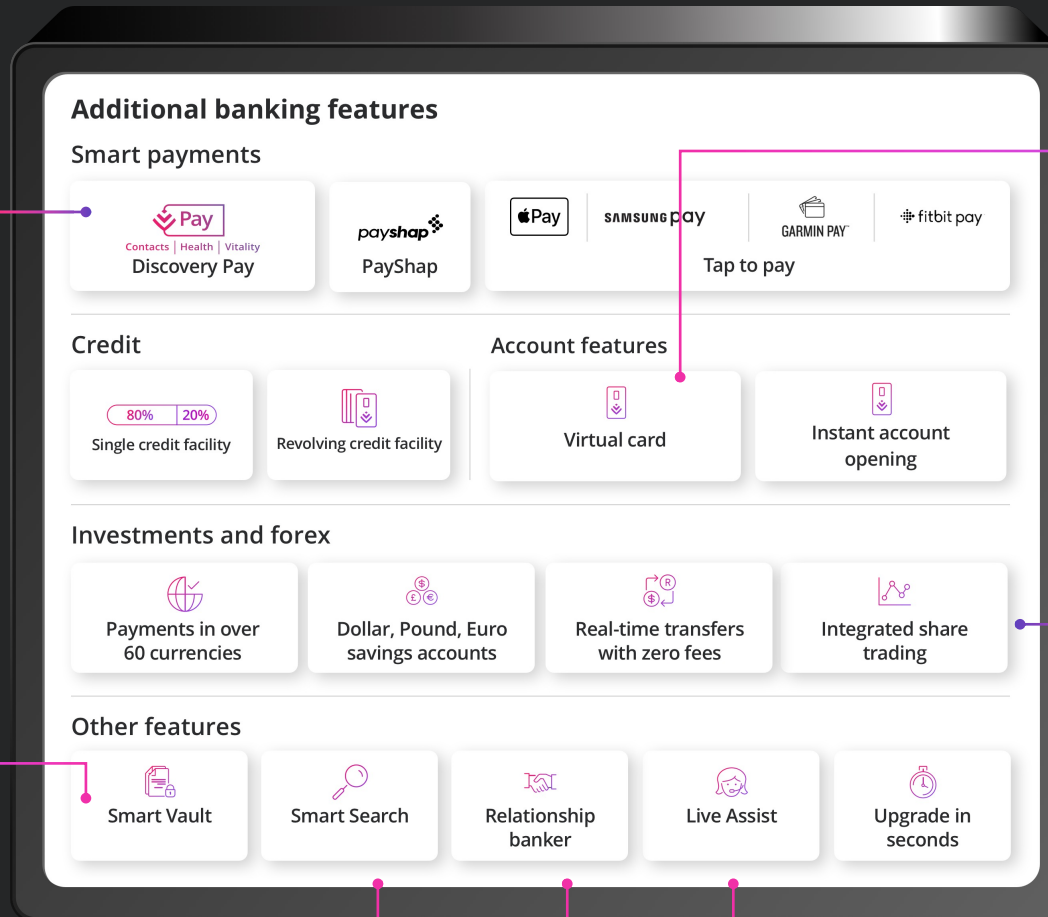 Additional banking features
Smart payments
Pay
Contacts | Health | Vitality
Discovery Pay
payshap
PayShap
Pay
SAMSUNG pay
GARMIN PAY™
fitbit pay
Tap to pay
Credit
80% 20%
Single credit facility
Revolving credit facility
Account features
Virtual card
Instant account
opening
Investments and forex
Payments in over
60 currencies
$
£ €
Dollar, Pound, Euro
savings accounts
R
$
Real-time transfers
with zero fees
Integrated share
trading
Other features
Smart Vault
Smart Search
Relationship
banker
Live Assist
Upgrade in
seconds